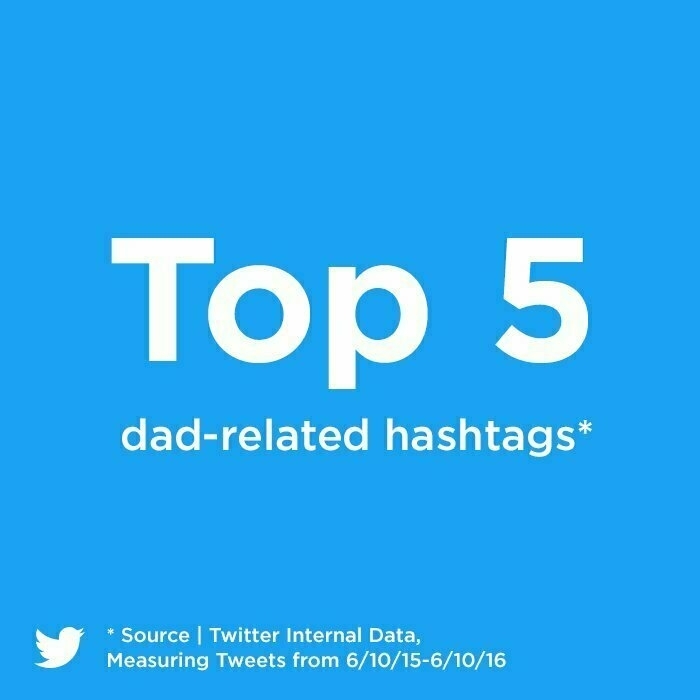 Top 5
dad-related hashtags*
* Source | Twitter Internal Data,
Measuring Tweets from 6/10/15-6/10/16